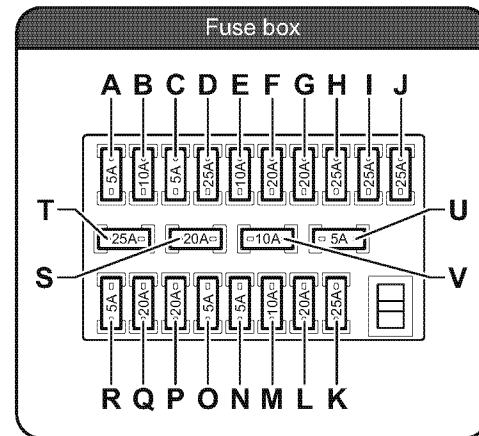 Fuse box
A B C D E F G H I J
5A 10A 5A 25A 10A 20A 20A 25A 25A 25A
T U
25A 20A 10A 5A
S V
5A 20A 20A 5A 5A 10A 20A 25A
R Q P O N M L K